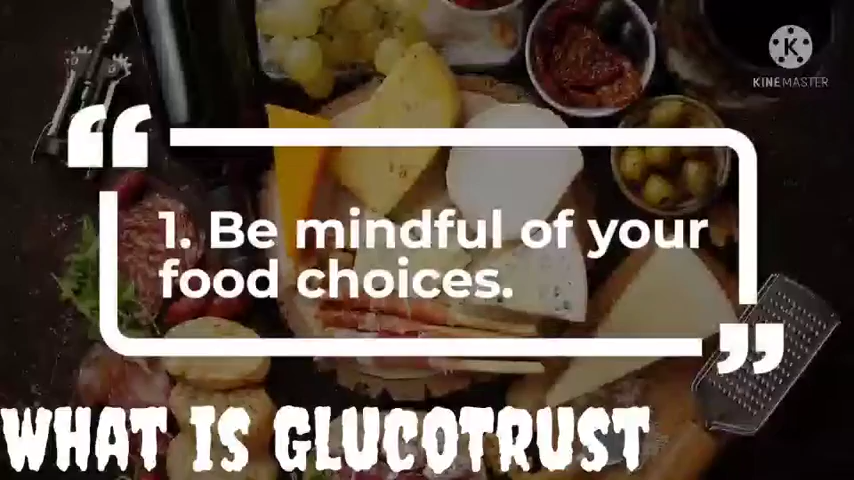 KINEMASTER
1. Be mindful of your
food choices.
WHAT IS GLUCOTRUST